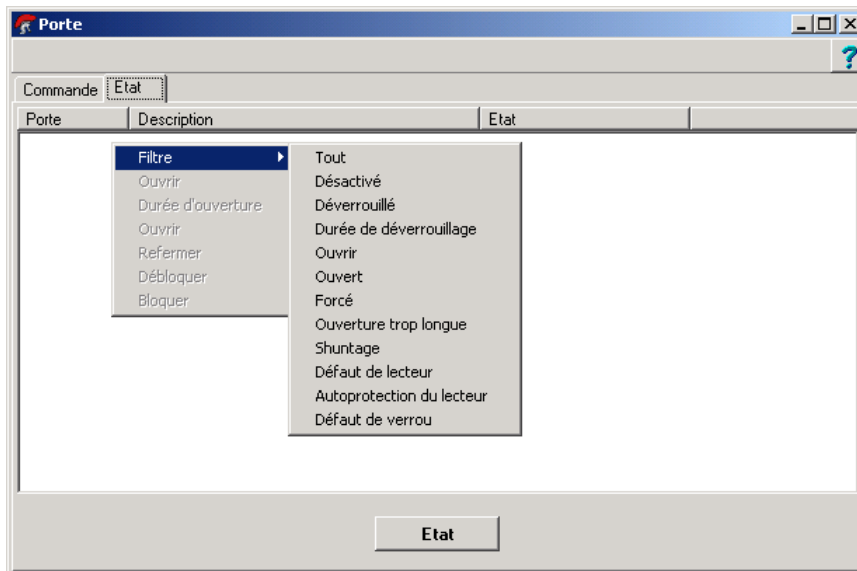 Porte
?
Commande Etat
Porte Description Etat
Filtre
Ouvrir
Durée d'ouverture
Ouvrir
Refermer
Débloquer
Bloquer
Tout
Désactivé
Déverrouillé
Durée de déverrouillage
Ouvrir
Ouvert
Forcé
Ouverture trop longue
Shuntage
Défaut de lecteur
Autoprotection du lecteur
Défaut de verrou
Etat